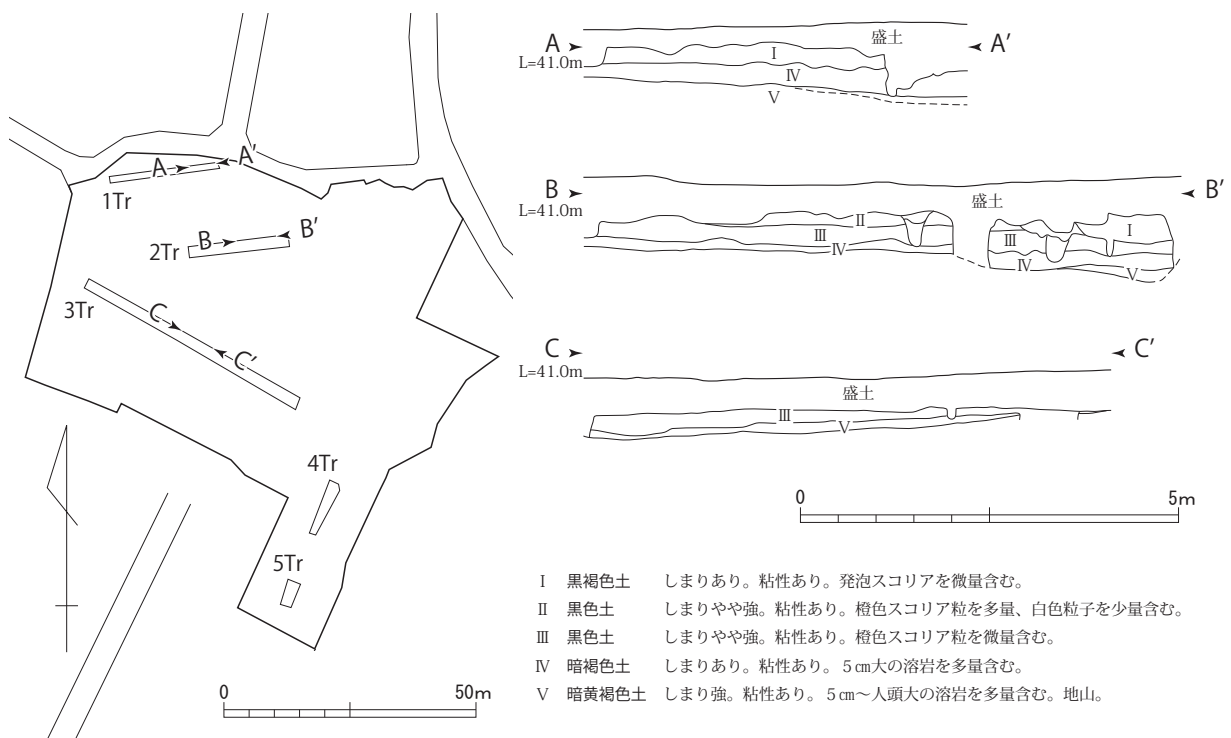 A A'
1Tr
B B'
2Tr
3Tr
C
C'
4Tr
5Tr
0 50m
A A'
L=41.0m
盛土
Ⅰ
Ⅳ
Ⅴ
B B'
L=41.0m
盛土
Ⅱ
Ⅲ
Ⅳ
Ⅲ
Ⅰ
Ⅳ
Ⅴ
C C'
L=41.0m
盛土
Ⅲ
Ⅴ
0 5m
Ⅰ 黒褐色土 しまりあり。粘性あり。発泡スコリアを微量含む。
Ⅱ 黒色土 しまりやや強。粘性あり。橙色スコリア粒を多量、白色粒子を少量含む。
Ⅲ 黒色土 しまりやや強。粘性あり。橙色スコリア粒を微量含む。
Ⅳ 暗褐色土 しまりあり。粘性あり。5㎝大の溶岩を多量含む。
Ⅴ 暗黄褐色土 しまり強。粘性あり。5㎝~人頭大の溶岩を多量含む。地山。